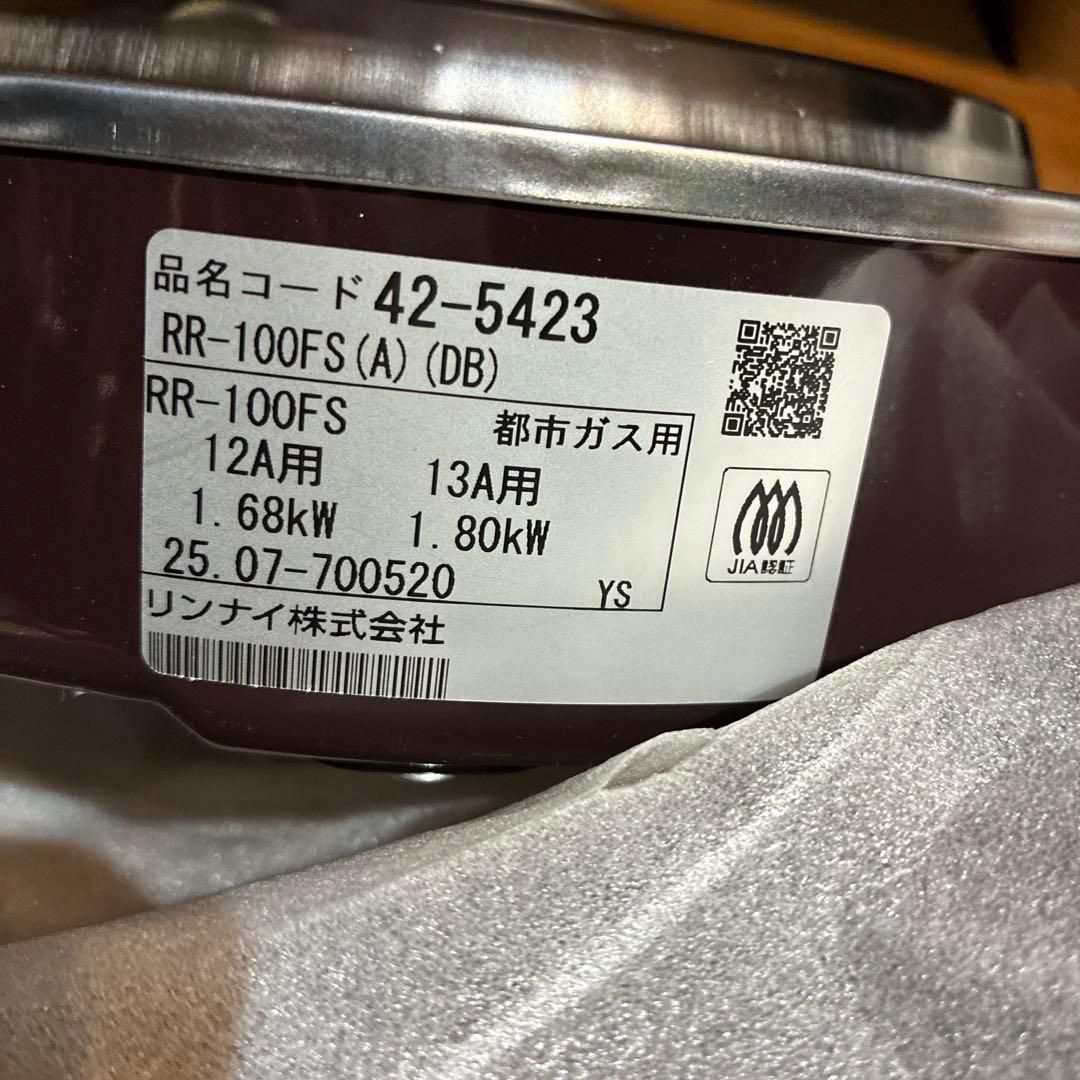 品名コード 42-5423
RR-100FS(A)(DB)
RR-100FS 都市ガス用
12A用 13A用
1.68kW 1.80kW
25.07-700520 YS
リンナイ株式会社
JIA認証